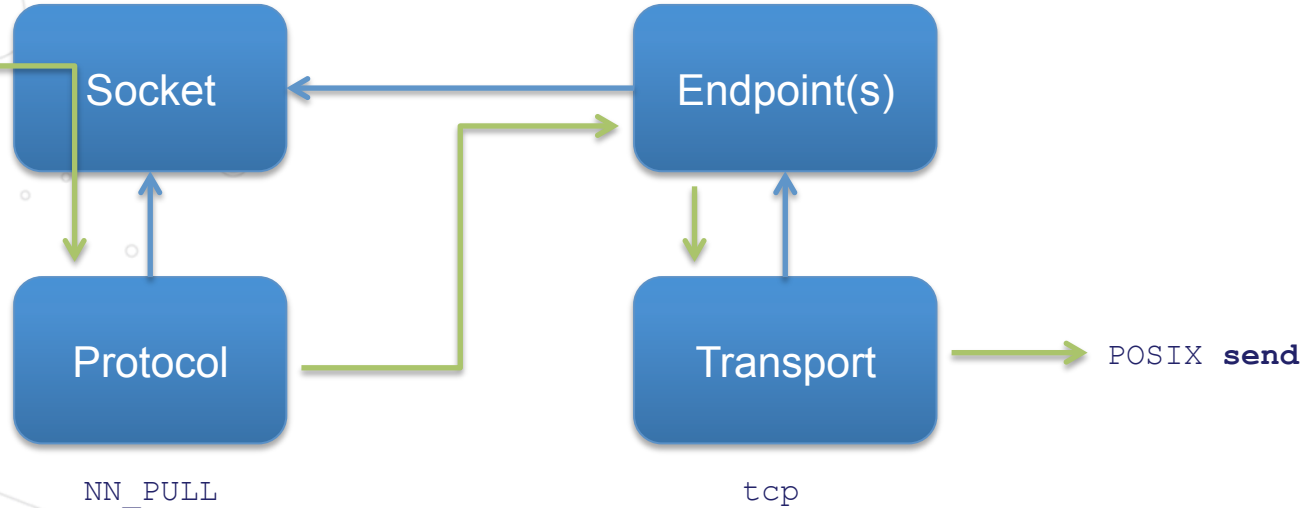 Socket
Endpoint(s)
Protocol
Transport
POSIX send
NN_PULL
tcp